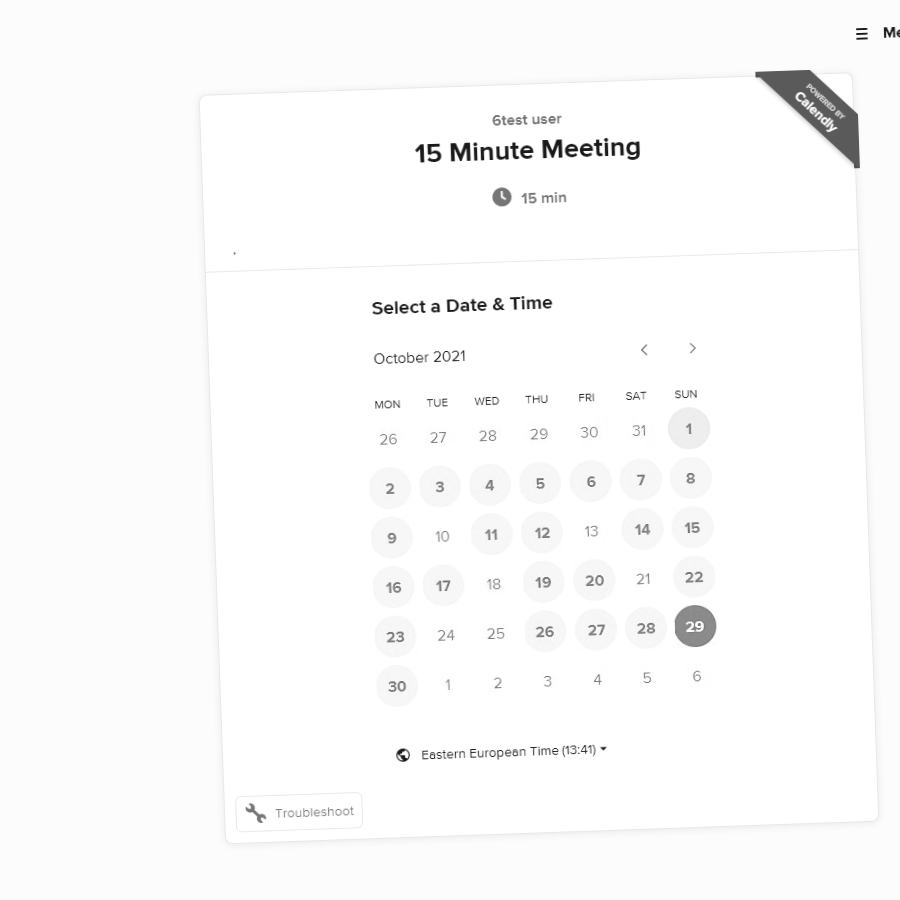 ☰ Me
POWERED BY
Calendly
6test user
15 Minute Meeting
15 min
.
Select a Date & Time
October 2021
MON TUE WED THU FRI SAT SUN
26 27 28 29 30 31 1
2 3 4 5 6 7 8
9 10 11 12 13 14 15
16 17 18 19 20 21 22
23 24 25 26 27 28 29
30 1 2 3 4 5 6
Eastern European Time (13:41)
Troubleshoot